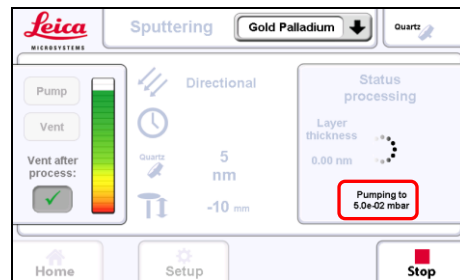 Leica
MICROSYSTEMS
Sputtering
Gold Palladium
Quartz
Pump
Vent
Vent after
process:
Directional
Quartz
5
nm
-10 mm
Status
processing
Layer
thickness
0.00 nm
Pumping to
5.0e-02 mbar
Home
Setup
Stop